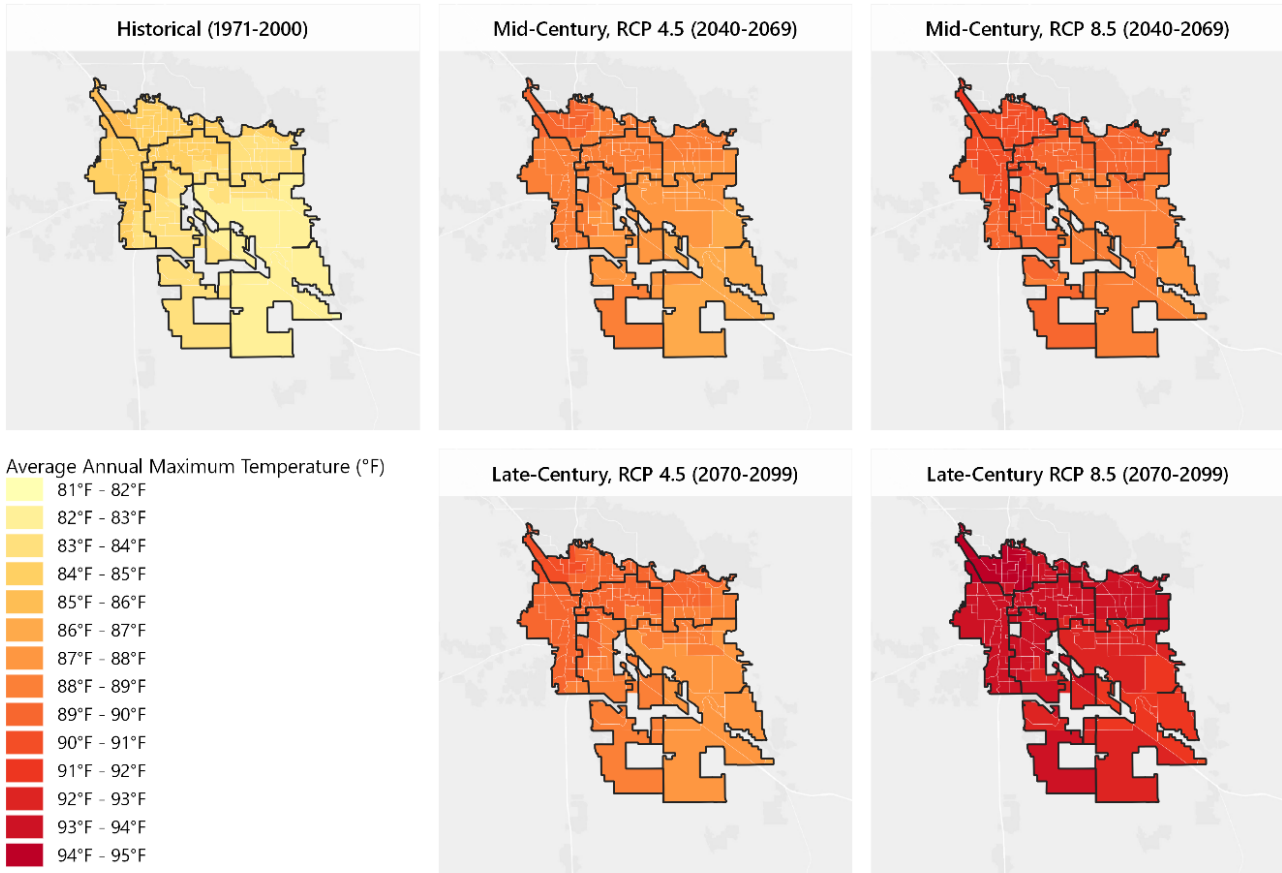 Historical (1971-2000)
Mid-Century, RCP 4.5 (2040-2069)
Mid-Century, RCP 8.5 (2040-2069)
Average Annual Maximum Temperature (°F)
81°F - 82°F
82°F - 83°F
83°F - 84°F
84°F - 85°F
85°F - 86°F
86°F - 87°F
87°F - 88°F
88°F - 89°F
89°F - 90°F
90°F - 91°F
91°F - 92°F
92°F - 93°F
93°F - 94°F
94°F - 95°F
Late-Century, RCP 4.5 (2070-2099)
Late-Century RCP 8.5 (2070-2099)